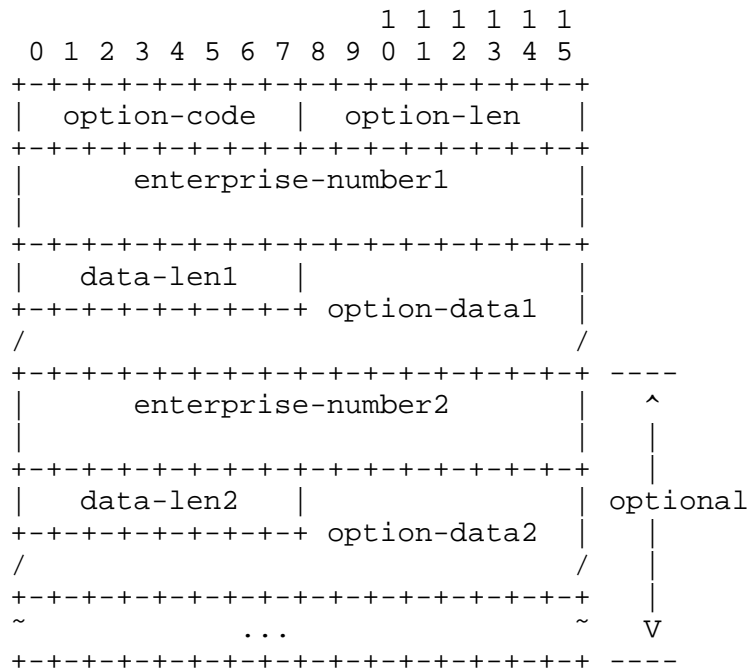 1 1 1 1 1 1
 0 1 2 3 4 5 6 7 8 9 0 1 2 3 4 5
+-+-+-+-+-+-+-+-+-+-+-+-+-+-+-+-+
|  option-code  |  option-len   |
+-+-+-+-+-+-+-+-+-+-+-+-+-+-+-+-+
|      enterprise-number1       |
|                               |
+-+-+-+-+-+-+-+-+-+-+-+-+-+-+-+-+
|   data-len1   |               |
+-+-+-+-+-+-+-+-+ option-data1  |
/                               /
+-+-+-+-+-+-+-+-+-+-+-+-+-+-+-+-+ ----
|      enterprise-number2       |   ^
|                               |   |
+-+-+-+-+-+-+-+-+-+-+-+-+-+-+-+-+   |
|   data-len2   |               | optional
+-+-+-+-+-+-+-+-+ option-data2  |   |
/                               /   |
+-+-+-+-+-+-+-+-+-+-+-+-+-+-+-+-+   |
~            ...                ~   V
+-+-+-+-+-+-+-+-+-+-+-+-+-+-+-+-+ ----